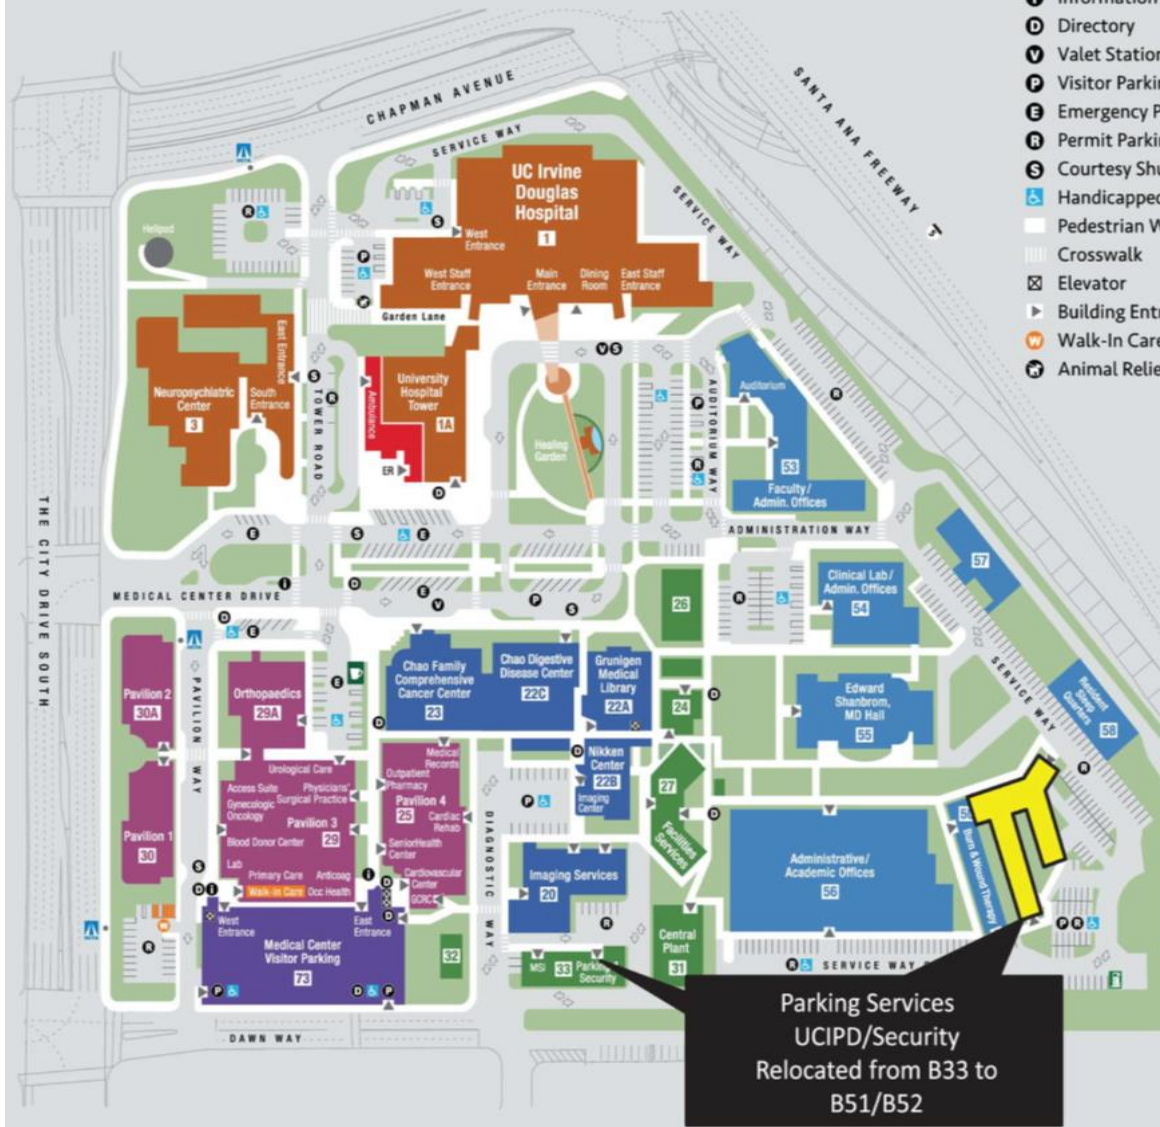 Information
D Directory
V Valet Station
P Visitor Parkin
E Emergency P
R Permit Parkin
S Courtesy Shu
Handicapped
Pedestrian W
Crosswalk
Elevator
Building Entr
W Walk-In Care
Animal Relie
CHAPMAN AVENUE
SERVICE WAY
SANTA ANA FREEWAY
SERVICE WAY
UC Irvine
Douglas
Hospital
1
West
Entrance
West Staff
Entrance
Main
Entrance
Dining
Room
East Staff
Entrance
Helipad
R
S
P
Garden Lane
East Entrance
Neuropsychiatric
Center
3
South
Entrance
S
TOWER ROAD
R
Ambulance
ER
University
Hospital
Tower
1A
D
V S
Healing
Garden
P
R
AUDITORIUM WAY
Auditorium
53
Faculty/
Admin. Offices
R
ADMINISTRATION WAY
THE CITY DRIVE SOUTH
E
S
E
i
D
E
V
P
S
MEDICAL CENTER DRIVE
D
E
26
R
Clinical Lab/
Admin. Offices
54
57
SERVICE WAY
Resident
Sleep
Quarters
58
R
Pavilion 2
30A
PAVILION WAY
Orthopaedics
29A
E
D
Chao Family
Comprehensive
Cancer Center
23
Chao Digestive
Disease Center
22C
Grunigen
Medical
Library
22A
24
D
Edward
Shanbrom,
MD Hall
55
Urological Care
Access Suite
Physicians'
Surgical Practice
Gynecologic
Oncology
Pavilion 3
29
Blood Donor Center
Lab
Primary Care
Anticoag
Walk-in Care
Occ Health
Pavilion 1
30
Medical
Records
Outpatient
Pharmacy
Pavilion 4
25
Cardiac
Rehab
SeniorHealth
Center
Cardiovascular
Center
GCRC
DIAGNOSTIC WAY
P
D
Nikken
Center
22B
Imaging
Center
27
Facilities
Services
D
Administrative/
Academic Offices
56
Burn & Wound Therapy
S
D i
i
D
D
W
R
West
Entrance
East
Entrance
Medical Center
Visitor Parking
73
P
D P
32
Imaging Services
20
R
MSI
33
Parking &
Security
Central
Plant
31
R
SERVICE WAY
P R
DAWN WAY
Parking Services
UCIPD/Security
Relocated from B33 to
B51/B52